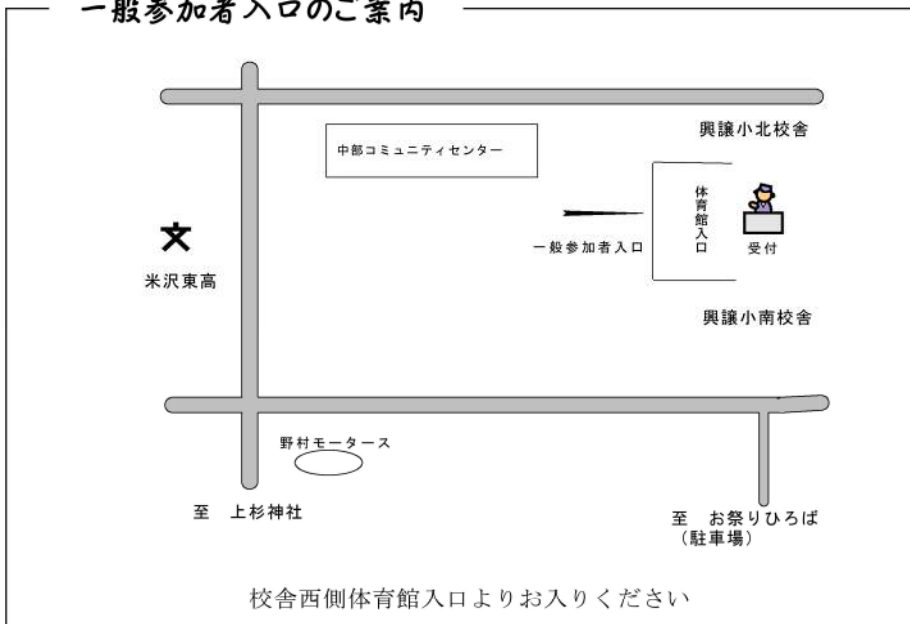 一般参加者入口のご案内
興譲小北校舎
中部コミュニティセンター
体育館入口
一般参加者入口
受付
文
米沢東高
興譲小南校舎
野村モータース
至　上杉神社
至　お祭りひろば
（駐車場）
校舎西側体育館入口よりお入りください